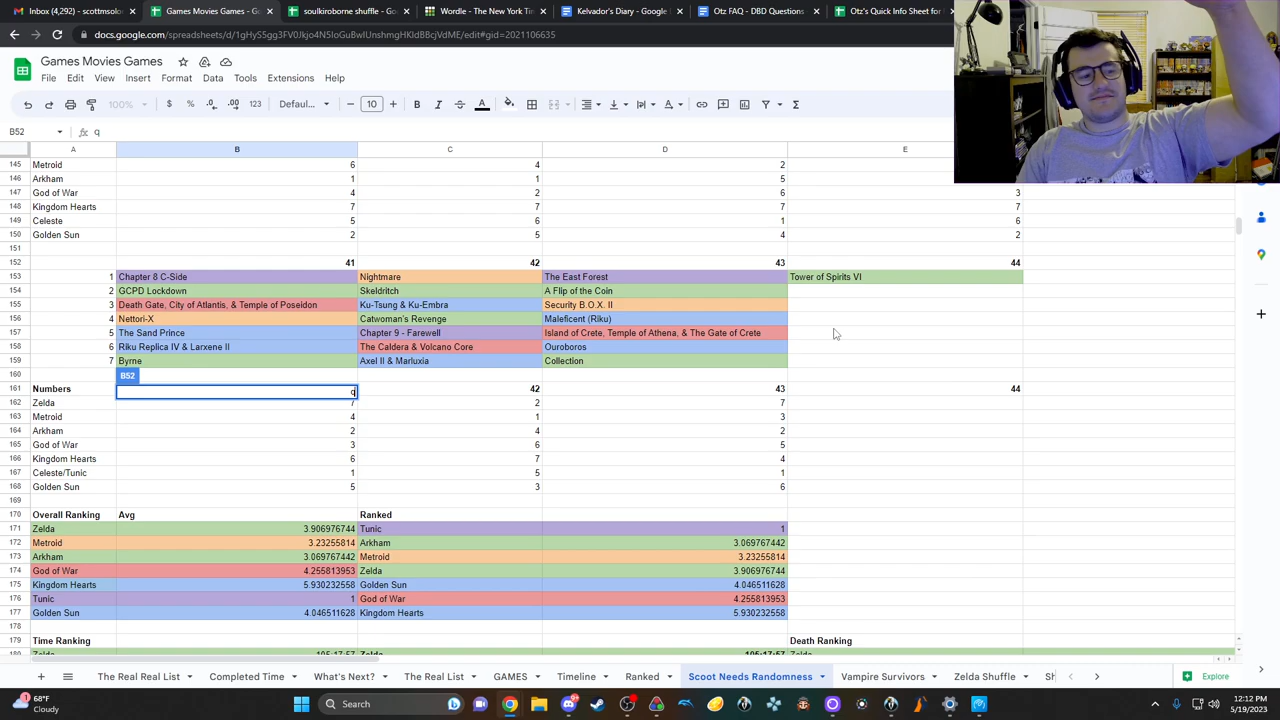 Inbox (4,292) - scottmsolo
Games Movies Games - G
soulkiroborne shuffle - Goo
Wordle - The New York Tim
Kelvador's Diary - Google
Otz FAQ - DBD Questions
Otz's Quick Info Sheet for
Games Movies Games
File Edit View Insert Format Data Tools Extensions Help
100% $ % .0 .00 123 Defaul... 10 B I A
B52 fx q
A B C D E
145 Metroid 6 4 2
146 Arkham 1 1 5
147 God of War 4 2 6 3
148 Kingdom Hearts 7 7 7 7
149 Celeste 5 6 1 6
150 Golden Sun 2 5 4 2
151
152 41 42 43 44
153 1 Chapter 8 C-Side Nightmare The East Forest Tower of Spirits VI
154 2 GCPD Lockdown Skeldritch A Flip of the Coin
155 3 Death Gate, City of Atlantis, & Temple of Poseidon Ku-Tsung & Ku-Embra Security B.O.X. II
156 4 Nettori-X Catwoman's Revenge Maleficent (Riku)
157 5 The Sand Prince Chapter 9 - Farewell Island of Crete, Temple of Athena, & The Gate of Crete
158 6 Riku Replica IV & Larxene II The Caldera & Volcano Core Ouroboros
159 7 Byrne Axel II & Marluxia Collection
160 B52
161 Numbers q 42 43 44
162 Zelda 7 2 7
163 Metroid 4 1 3
164 Arkham 2 4 2
165 God of War 3 6 5
166 Kingdom Hearts 6 7 4
167 Celeste/Tunic 1 5 1
168 Golden Sun 5 3 6
169
170 Overall Ranking Avg Ranked
171 Zelda 3.906976744 Tunic 1
172 Metroid 3.23255814 Arkham 3.069767442
173 Arkham 3.069767442 Metroid 3.23255814
174 God of War 4.255813953 Zelda 3.906976744
175 Kingdom Hearts 5.930232558 Golden Sun 4.046511628
176 Tunic 1 God of War 4.255813953
177 Golden Sun 4.046511628 Kingdom Hearts 5.930232558
178
179 Time Ranking Death Ranking
180 Zelda 105:17:57 Zelda 105:17:57 Zelda
The Real Real List Completed Time What's Next? The Real List GAMES Timeline Ranked Scoot Needs Randomness Vampire Survivors Zelda Shuffle Explore
68°F
Cloudy
Search
12:12 PM
5/19/2023